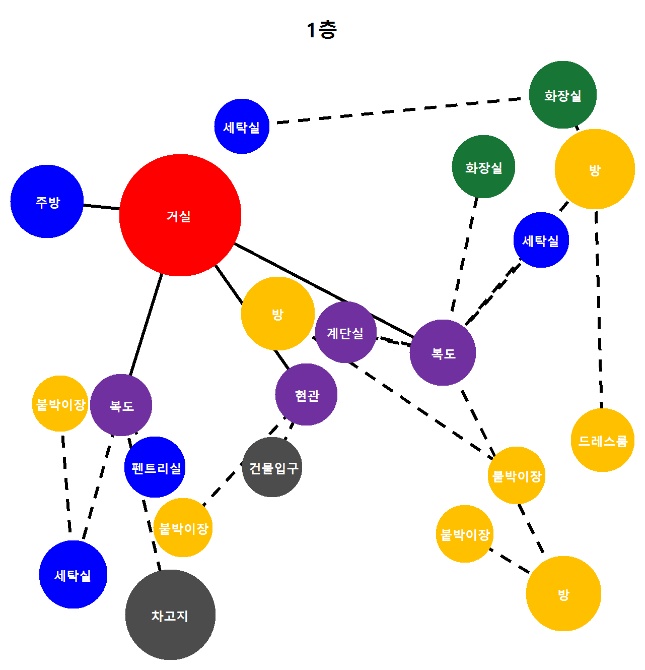 1층
화장실
세탁실
화장실
방
주방
거실
세탁실
방
계단실
복도
현관
붙박이장
복도
드레스룸
펜트리실
건물입구
붙박이장
붙박이장
붙박이장
세탁실
방
차고지